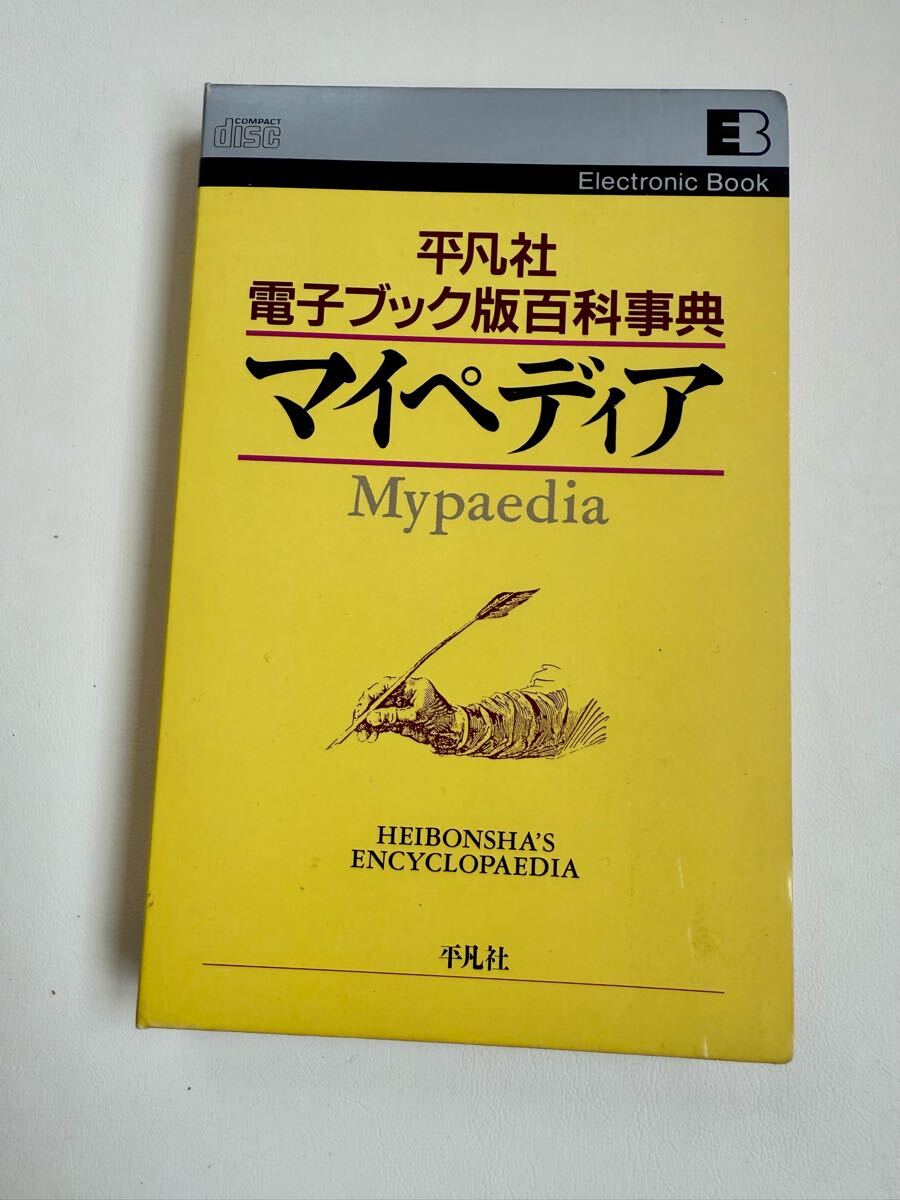 COMPACT
disc
EB
Electronic Book
平凡社
電子ブック版百科事典
マイペディア
Mypaedia
HEIBONSHA'S
ENCYCLOPAEDIA
平凡社